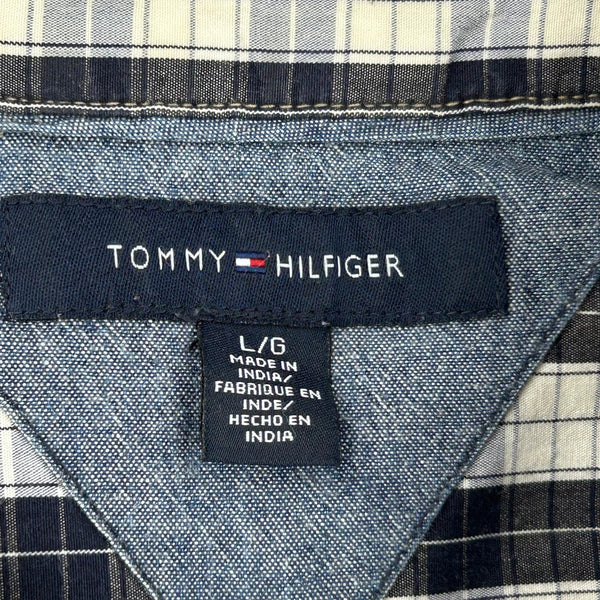 TOMMY HILFIGER
L/G
MADE IN
INDIA/
FABRIQUE EN
INDE/
HECHO EN
INDIA